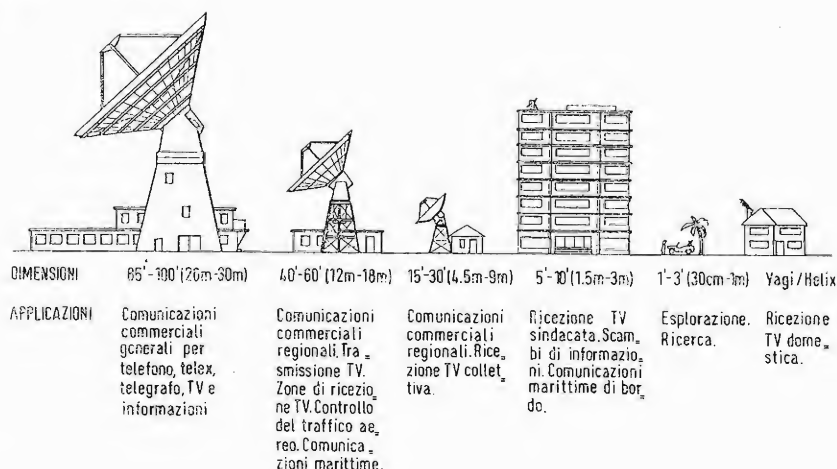 DIMENSIONI
85'-100' (26m-30m)
40'-60' (12m-18m)
15'-30' (4.5m-9m)
5'-10' (1.5m-3m)
1'-3' (30cm-1m)
Yagi/Helix
APPLICAZIONI
Comunicazioni
commerciali
generali per
telefono, telex,
telegrafo, TV e
informazioni
Comunicazioni
commerciali
regionali. Tra=
smissione TV.
Zone di ricezio=
ne TV. Controllo
del traffico ae=
reo. Comunica=
zioni marittime.
Comunicazioni
commerciali
regionali. Rice=
zione TV collet=
tiva.
Ricezione TV
sindacata. Scam=
bi di informazio=
ni. Comunicazioni
marittime di bor=
do.
Esplorazione.
Ricerca.
Ricezione
TV dome=
stica.